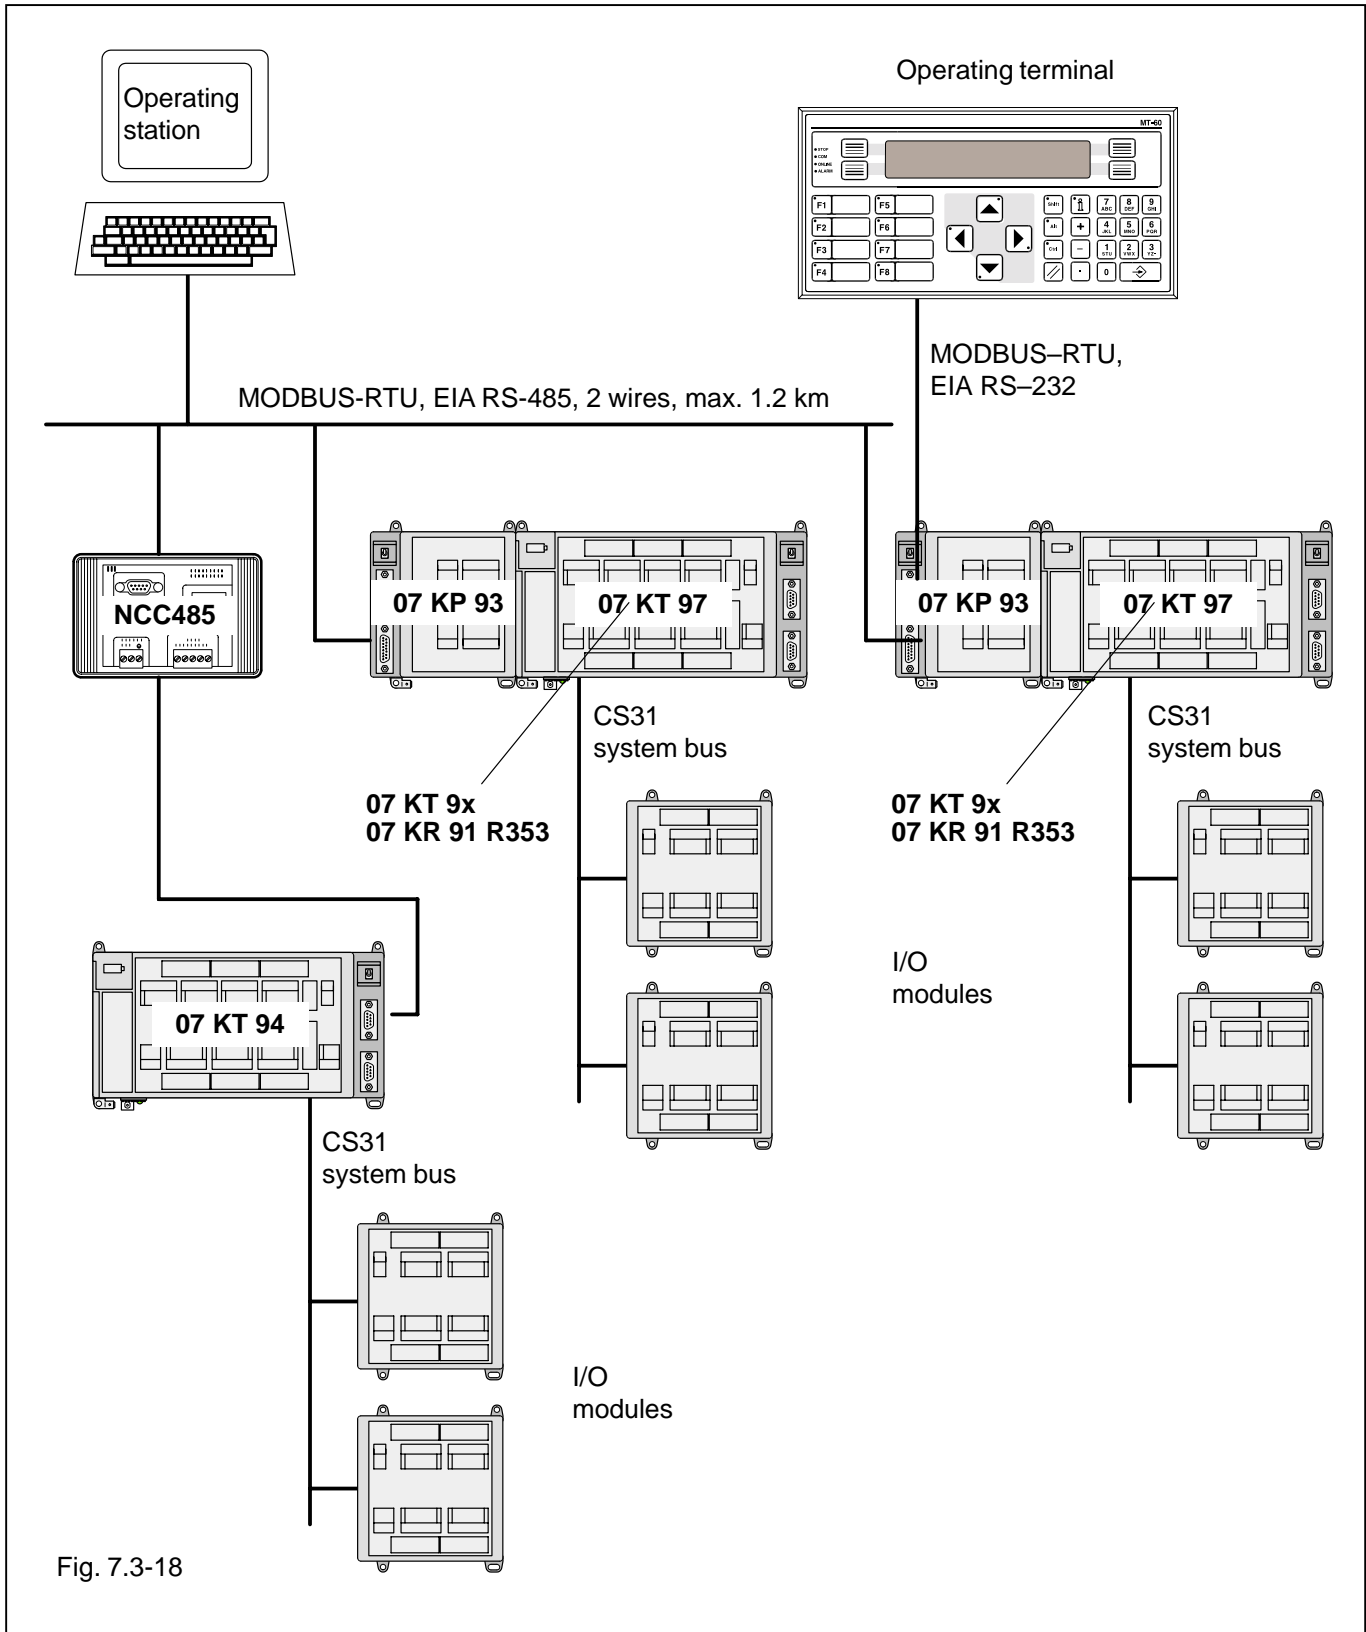 Operating
station
Operating terminal
MT-60
STOP
COM
ONLINE
ALARM
F1 F5 Shift i 7 ABC 8 DEF 9 GHI
F2 F6 Alt + 4 JKL 5 MNO 6 PQR
F3 F7 Ctrl − 1 STU 2 VWX 3 YZ-
F4 F8 · 0
MODBUS–RTU,
EIA RS–232
MODBUS-RTU, EIA RS-485, 2 wires, max. 1.2 km
NCC485
07 KP 93
07 KT 97
07 KP 93
07 KT 97
CS31
system bus
CS31
system bus
07 KT 9x
07 KR 91 R353
07 KT 9x
07 KR 91 R353
I/O
modules
07 KT 94
CS31
system bus
I/O
modules
Fig. 7.3-18